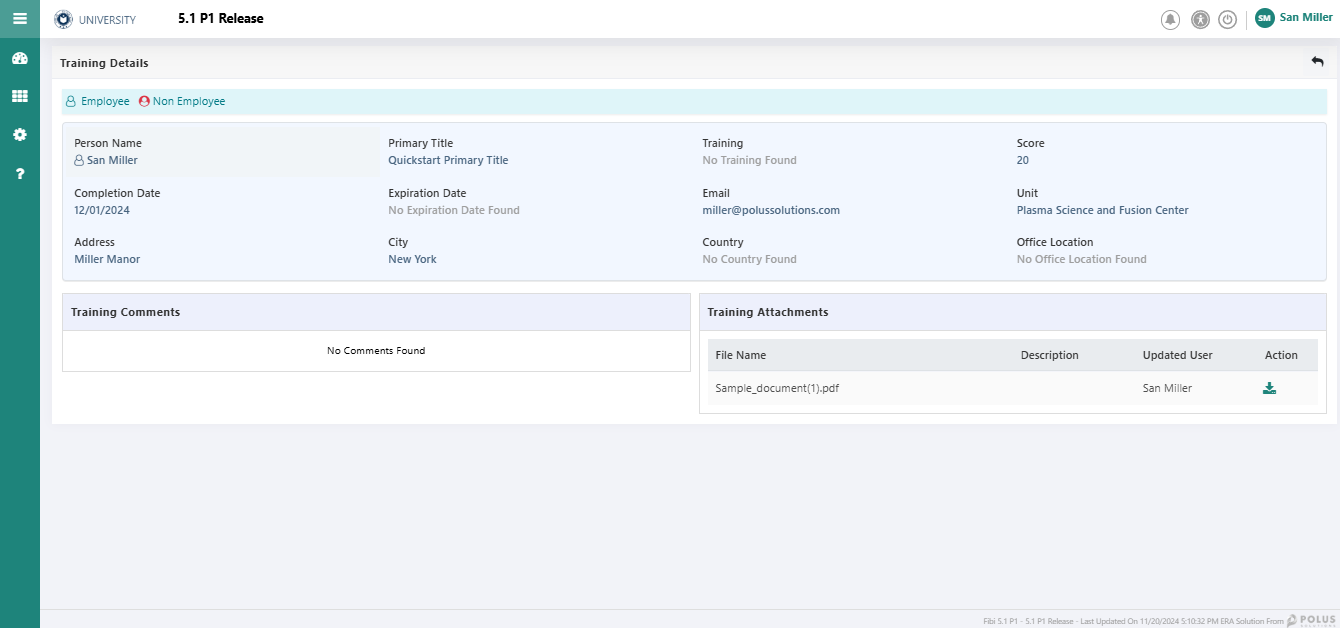 UNIVERSITY 5.1 P1 Release SM San Miller
Training Details
Employee Non Employee
Person Name Primary Title Training Score
San Miller Quickstart Primary Title No Training Found 20
Completion Date Expiration Date Email Unit
12/01/2024 No Expiration Date Found miller@polussolutions.com Plasma Science and Fusion Center
Address City Country Office Location
Miller Manor New York No Country Found No Office Location Found
Training Comments Training Attachments
No Comments Found
File Name Description Updated User Action
Sample_document(1).pdf San Miller
?
Fibi 5.1 P1 - 5.1 P1 Release - Last Updated On 11/20/2024 5:10:32 PM ERA Solution From POLUS
SOLUTIONS